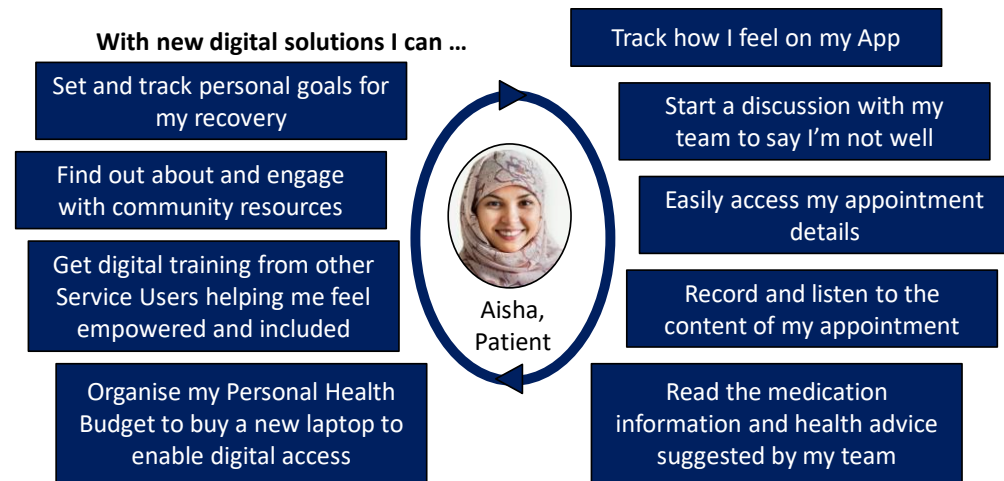 With new digital solutions I can …
Set and track personal goals for
my recovery
Find out about and engage
with community resources
Get digital training from other
Service Users helping me feel
empowered and included
Organise my Personal Health
Budget to buy a new laptop to
enable digital access
Aisha,
Patient
Track how I feel on my App
Start a discussion with my
team to say I’m not well
Easily access my appointment
details
Record and listen to the
content of my appointment
Read the medication
information and health advice
suggested by my team